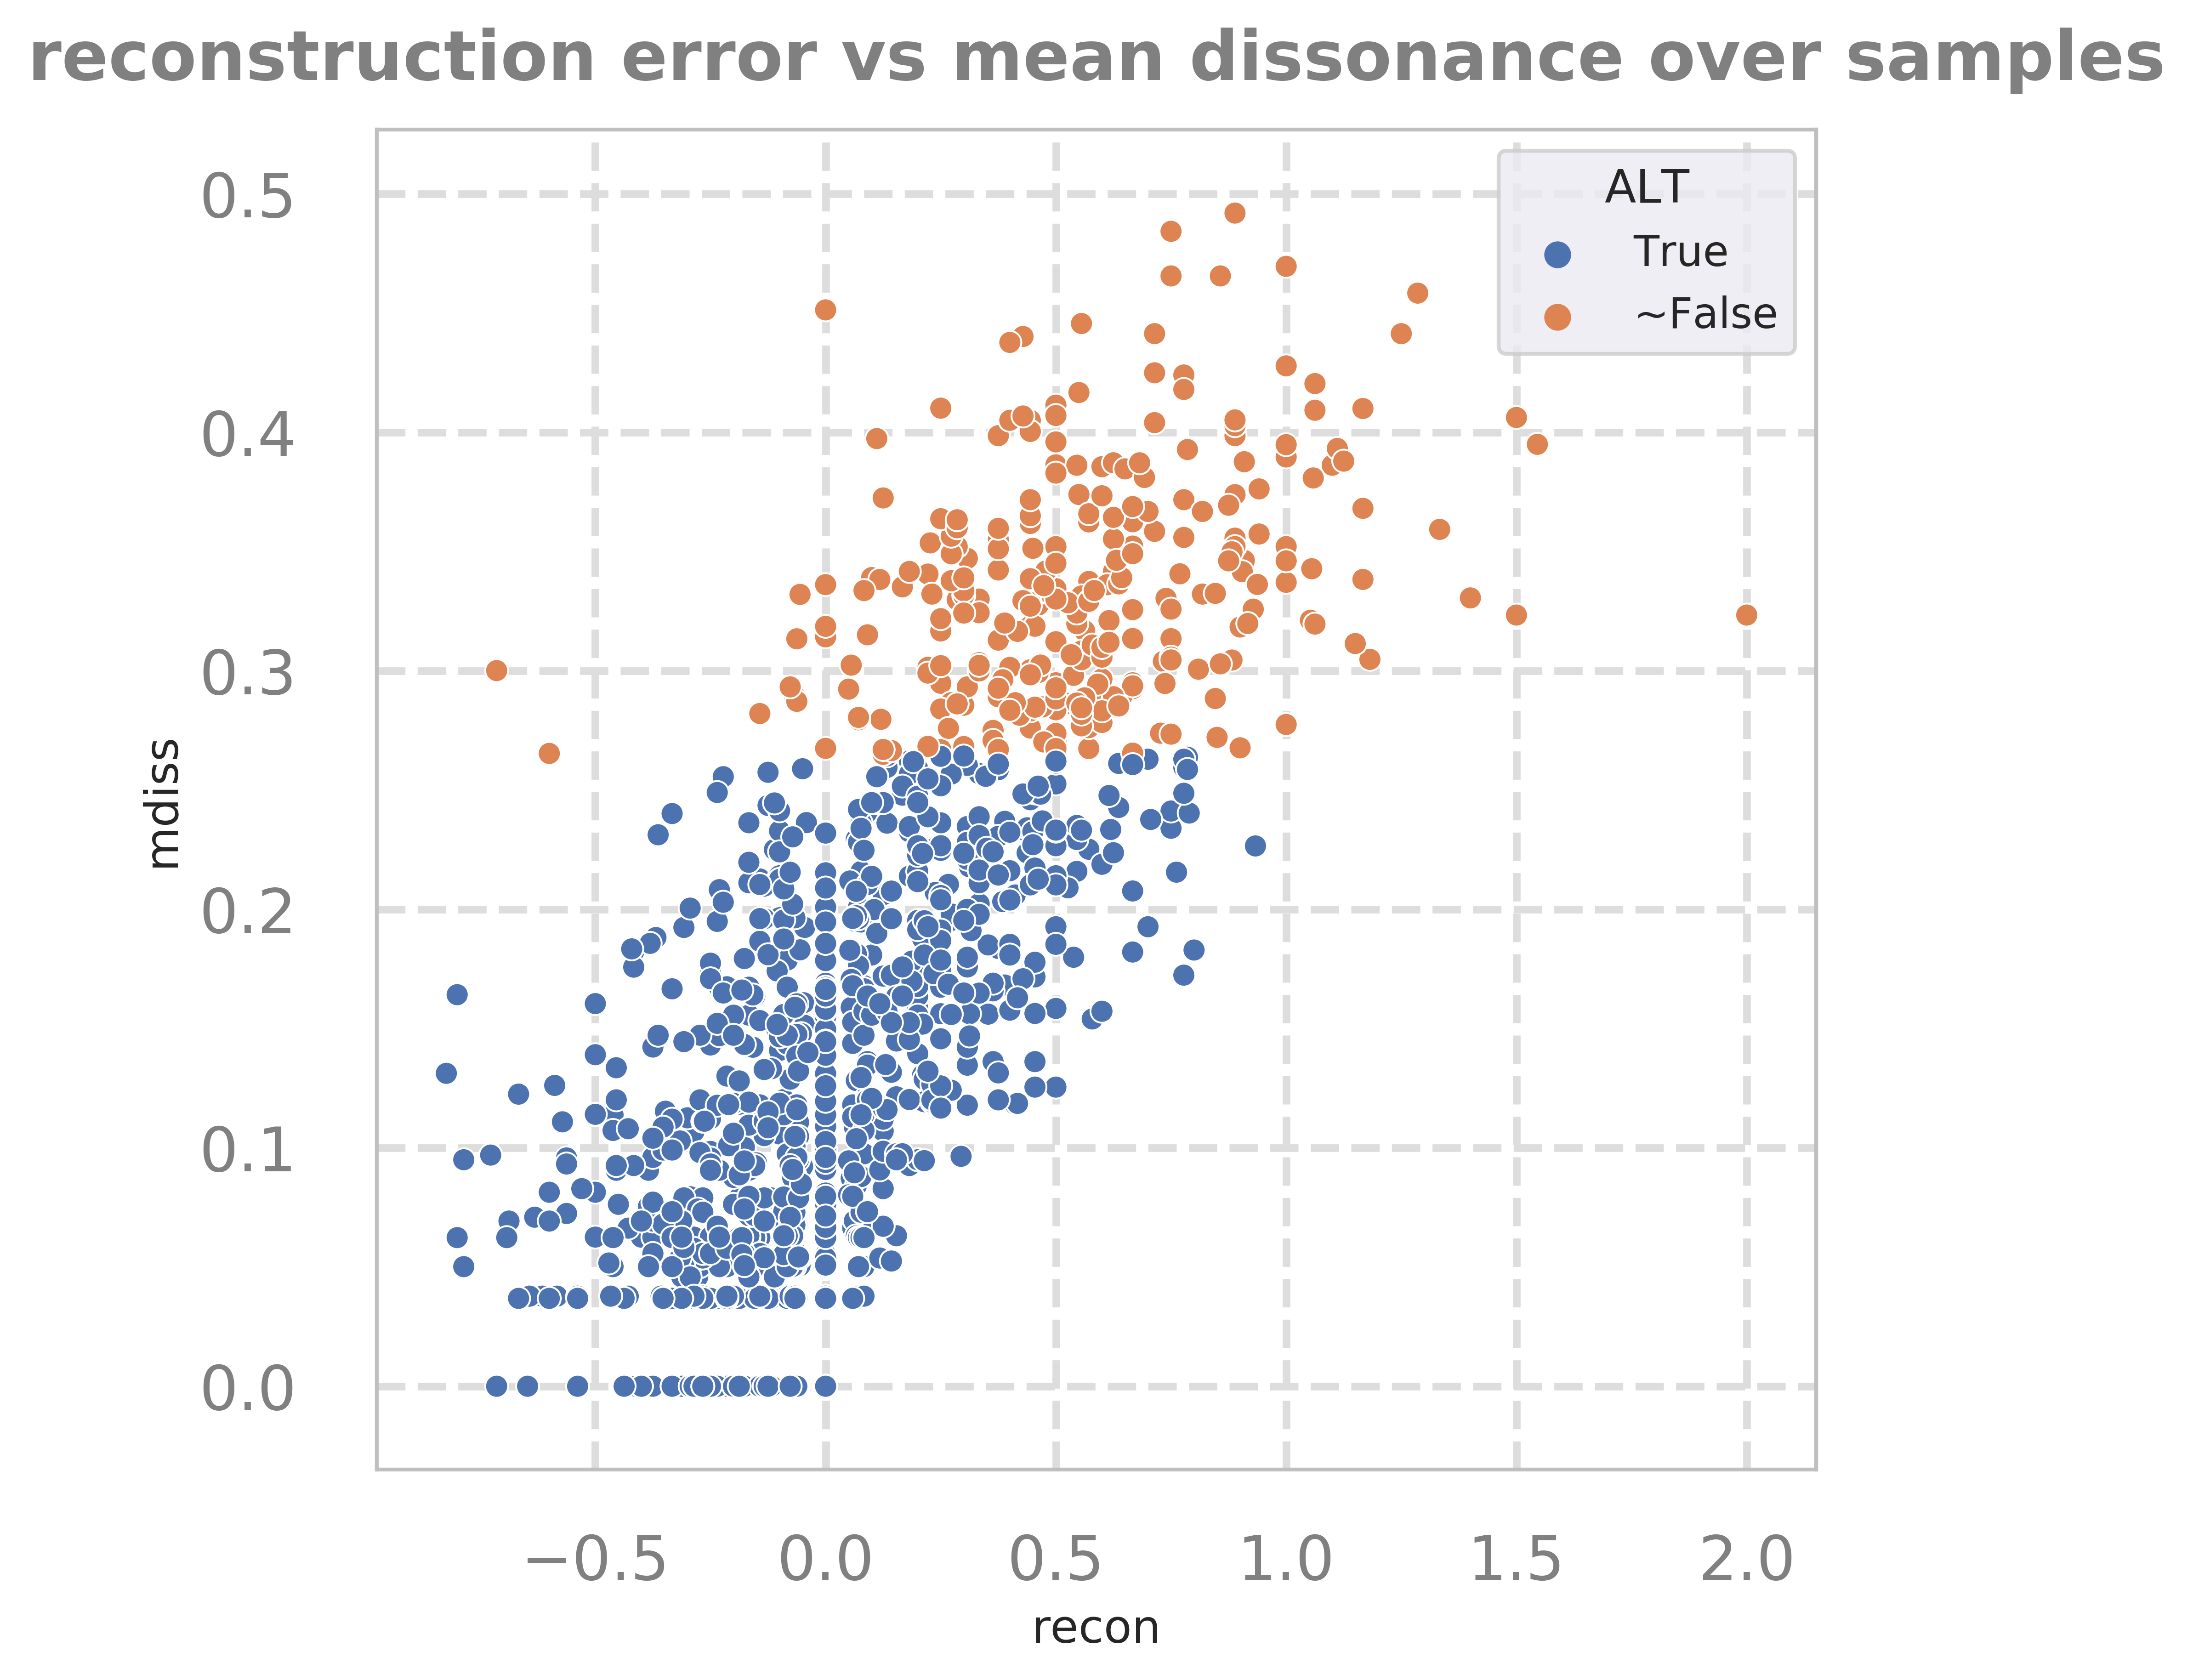 reconstruction error vs mean dissonance over samples
ALT
True
~False
0.5
0.4
0.3
0.2
0.1
0.0
mdiss
−0.5 0.0 0.5 1.0 1.5 2.0
recon